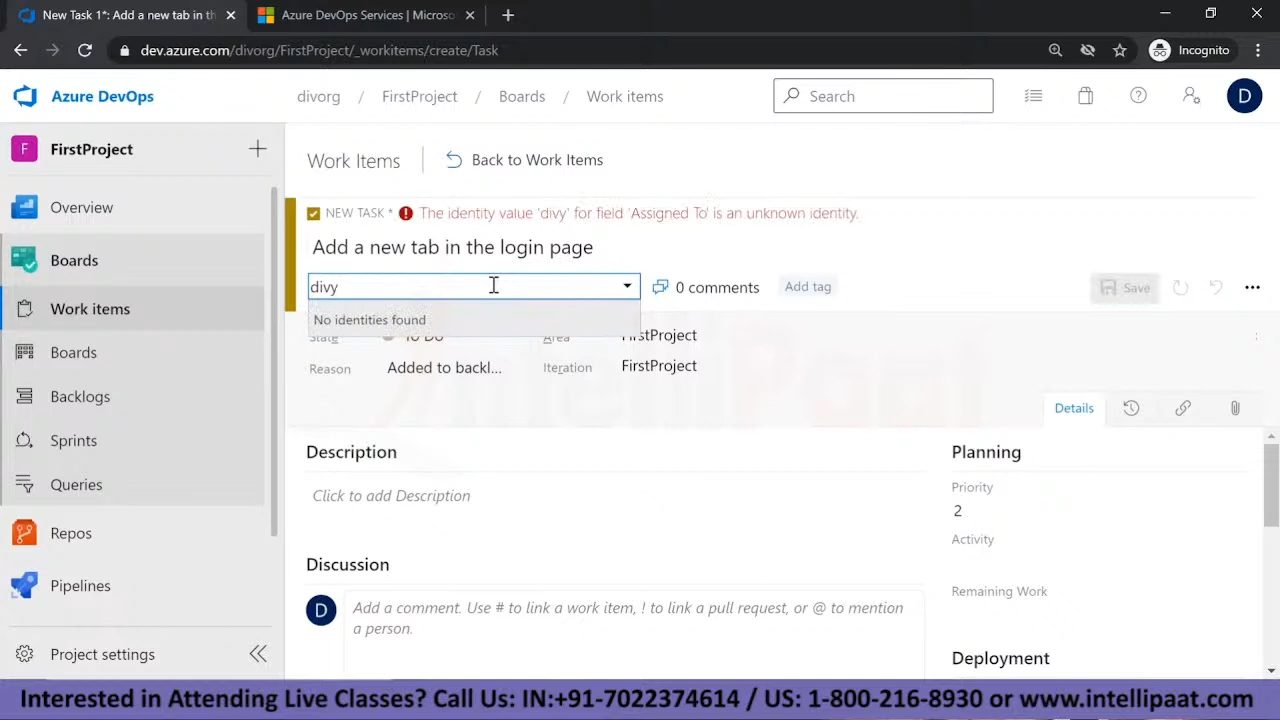 New Task 1*: Add a new tab in th
Azure DevOps Services | Micros
dev.azure.com/divorg/FirstProject/_workitems/create/Task
Incognito
Azure DevOps
divorg / FirstProject / Boards / Work items
Search
D
F FirstProject
Work Items
Back to Work Items
Overview
NEW TASK * The identity value 'divy' for field 'Assigned To' is an unknown identity.
Add a new tab in the login page
Boards
divy
0 comments
Add tag
Save
Work items
No identities found
State
To Do
Area
FirstProject
Reason
Added to backl...
Iteration
FirstProject
Boards
Backlogs
Details
Sprints
Description
Planning
Queries
Click to add Description
Priority
2
Repos
Activity
Discussion
Pipelines
Remaining Work
D
Add a comment. Use # to link a work item, ! to link a pull request, or @ to mention
a person.
Project settings
Deployment
Interested in Attending Live Classes? Call Us: IN:+91-7022374614 / US: 1-800-216-8930 or www.intellipaat.com